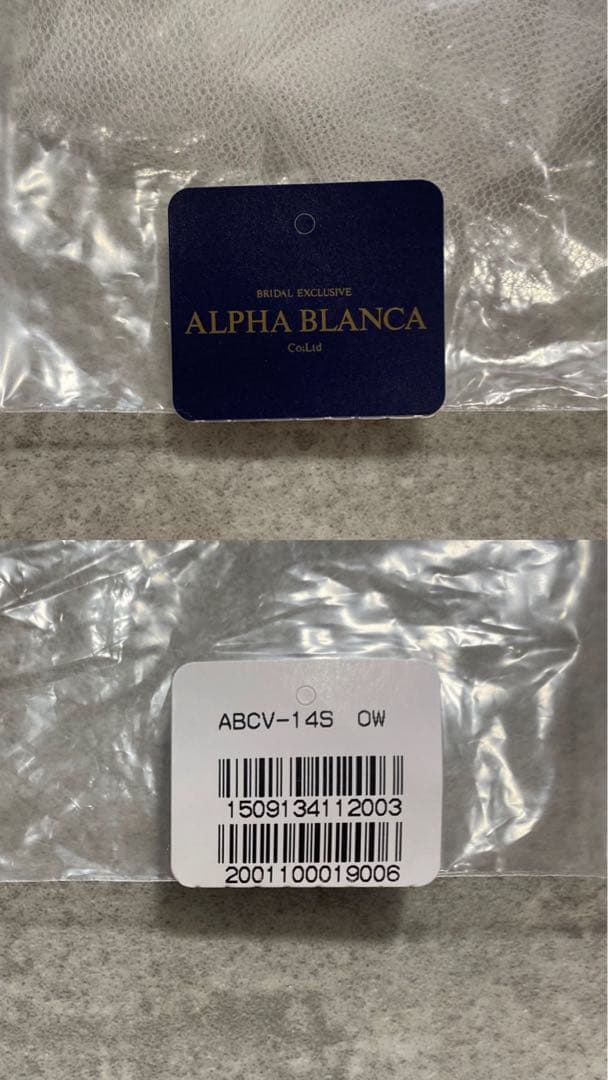 BRIDAL EXCLUSIVE
ALPHA BLANCA
Co:Ltd
ABCV-14S OW
1509134112003
2001100019006